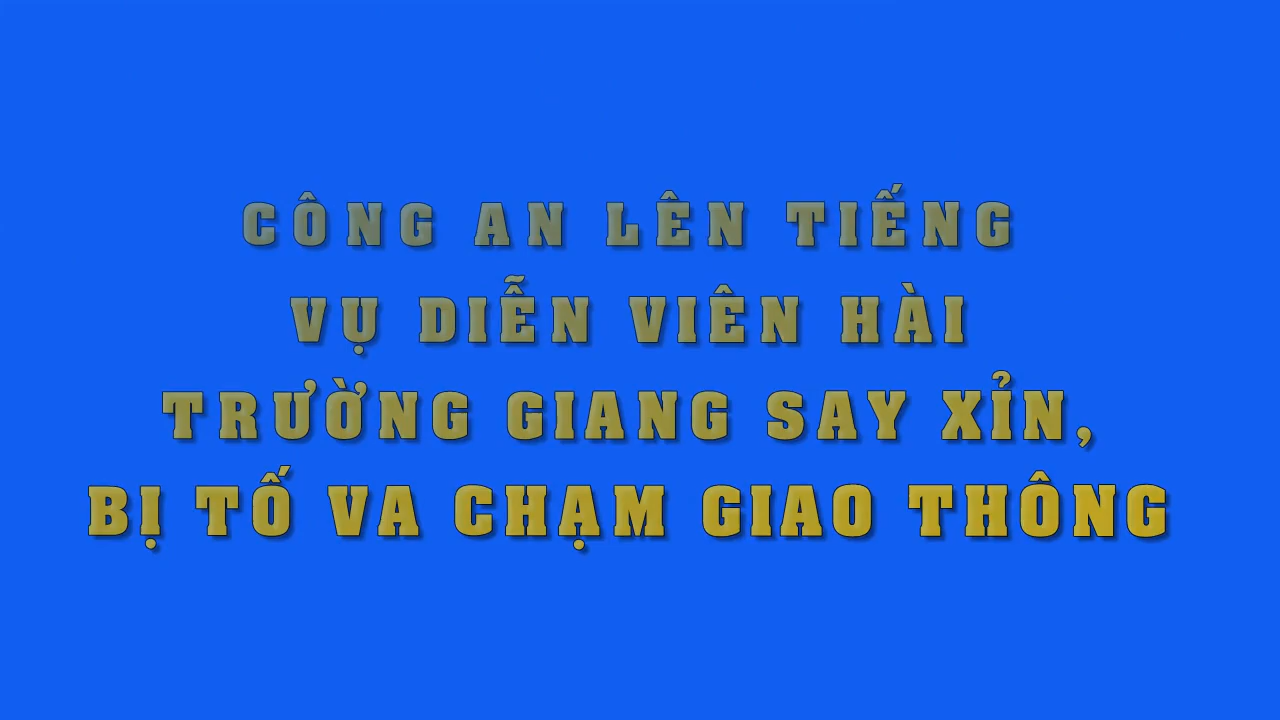 CÔNG AN LÊN TIẾNG
VỤ DIỄN VIÊN HÀI
TRƯỜNG GIANG SAY XỈN,
BỊ TỐ VA CHẠM GIAO THÔNG